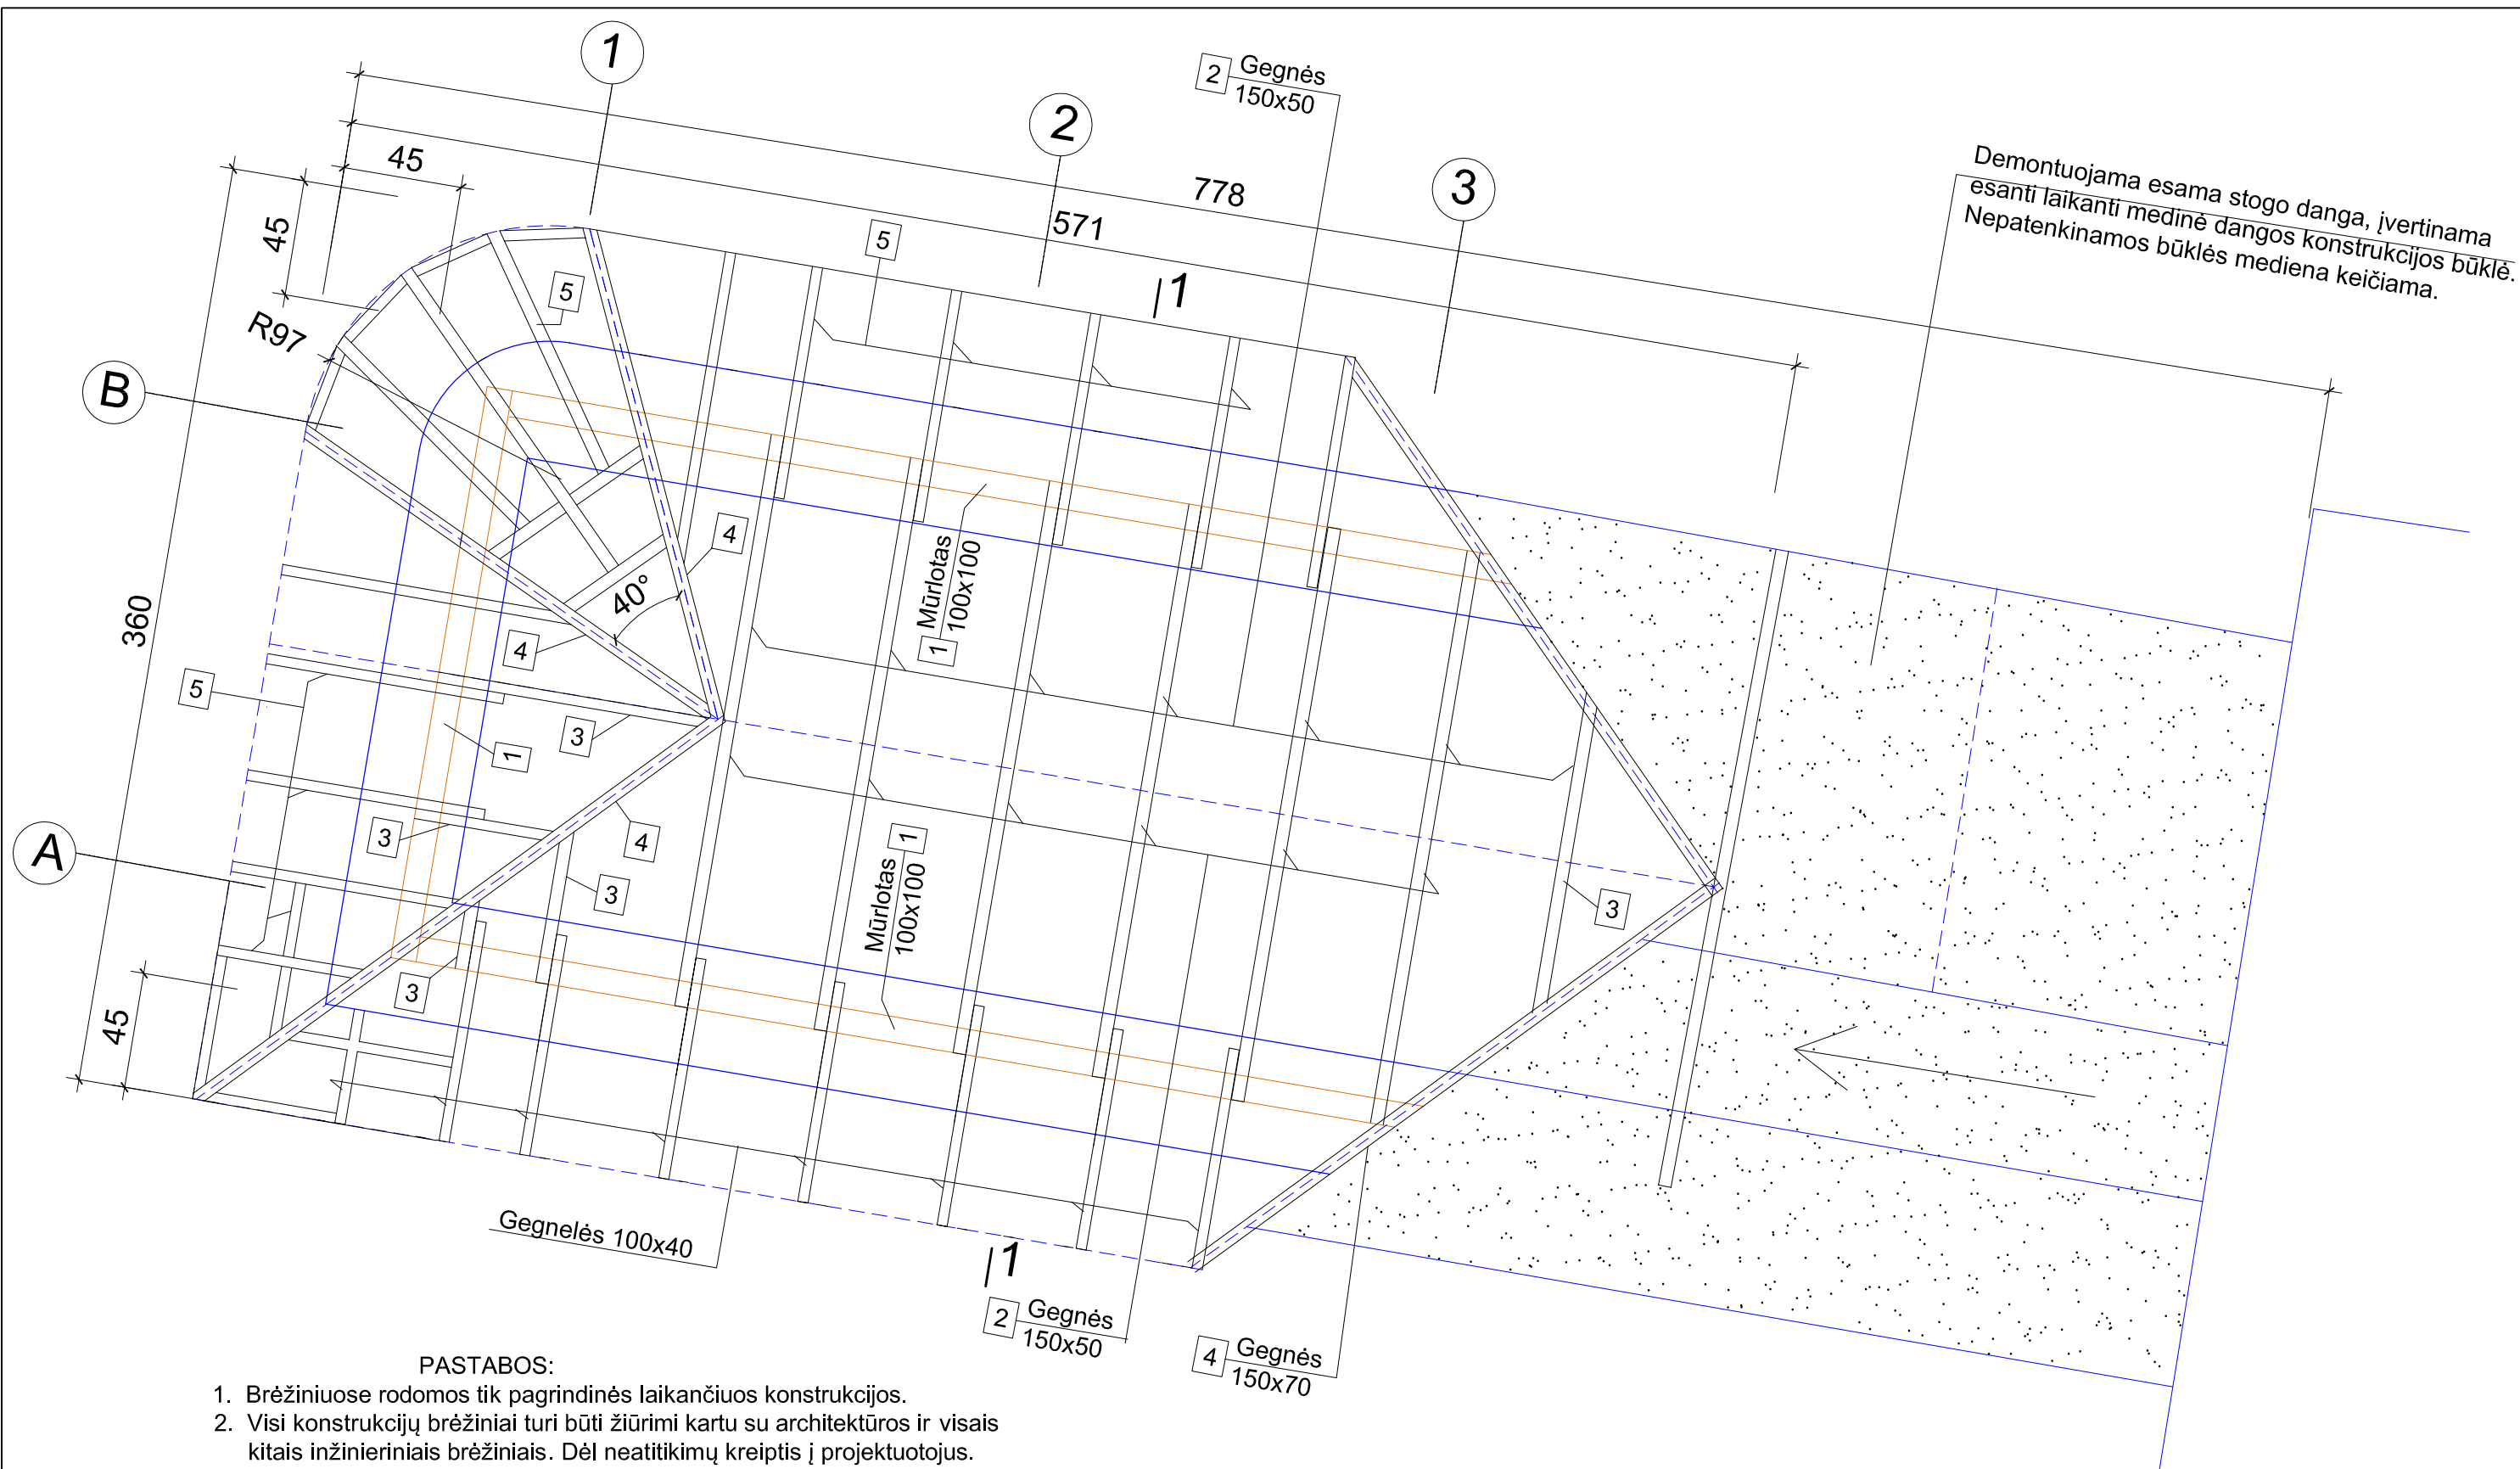 1
2
3
2
Gegnės
150x50
778
571
45
45
R97
B
A
360
45
5
5
5
40°
4
4
4
3
3
3
3
3
1
Mūrlotas
100x100
1
Mūrlotas
100x100
1
1
1
Demontuojama esama stogo danga, įvertinama
esanti laikanti medinė dangos konstrukcijos būklė.
Nepatenkinamos būklės mediena keičiama.
Gegnelės 100x40
2
Gegnės
150x50
4
Gegnės
150x70
PASTABOS:
1. Brėžiniuose rodomos tik pagrindinės laikančiuos konstrukcijos.
2. Visi konstrukcijų brėžiniai turi būti žiūrimi kartu su architektūros ir visais
kitais inžinieriniais brėžiniais. Dėl neatitikimų kreiptis į projektuotojus.